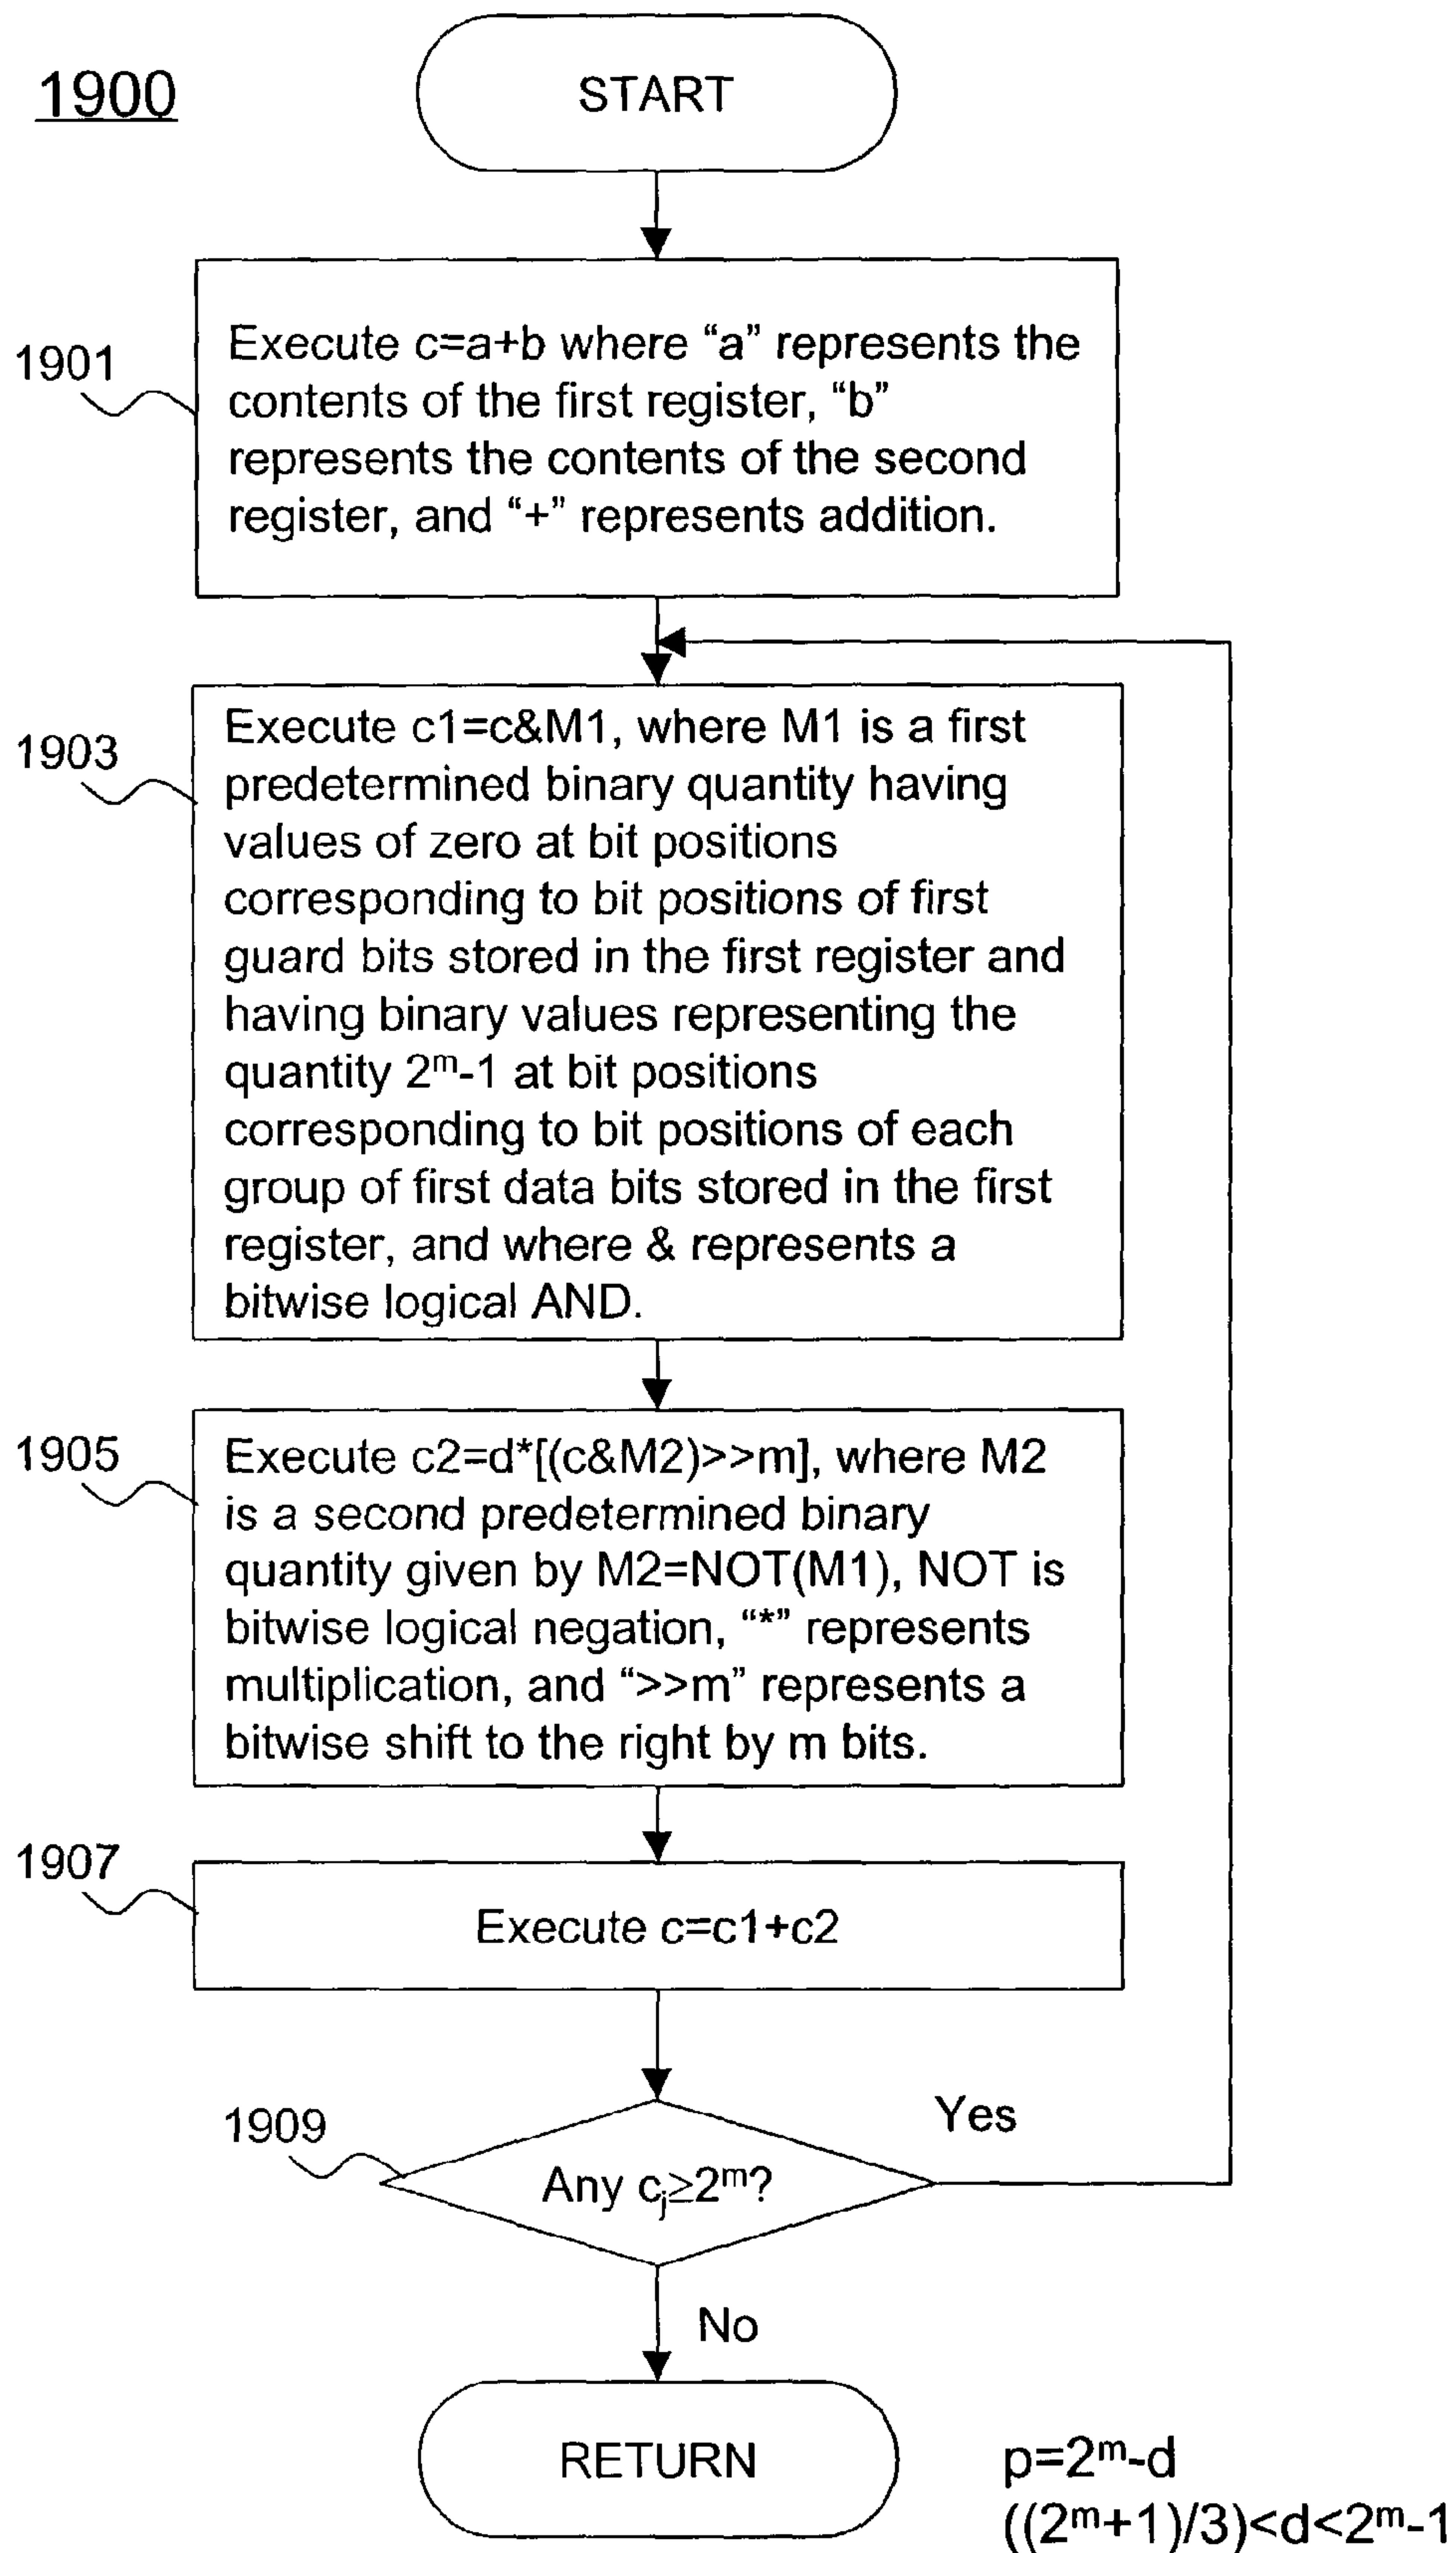 1900
START
1901
Execute c=a+b where “a” represents the
contents of the first register, “b”
represents the contents of the second
register, and “+” represents addition.
1903
Execute c1=c&M1, where M1 is a first
predetermined binary quantity having
values of zero at bit positions
corresponding to bit positions of first
guard bits stored in the first register and
having binary values representing the
quantity 2ᵐ-1 at bit positions
corresponding to bit positions of each
group of first data bits stored in the first
register, and where & represents a
bitwise logical AND.
1905
Execute c2=d*[(c&M2)>>m], where M2
is a second predetermined binary
quantity given by M2=NOT(M1), NOT is
bitwise logical negation, “*” represents
multiplication, and “>>m” represents a
bitwise shift to the right by m bits.
1907
Execute c=c1+c2
1909
Any cⱼ≥2ᵐ?
Yes
No
RETURN
p=2ᵐ-d
((2ᵐ+1)/3)<d<2ᵐ-1